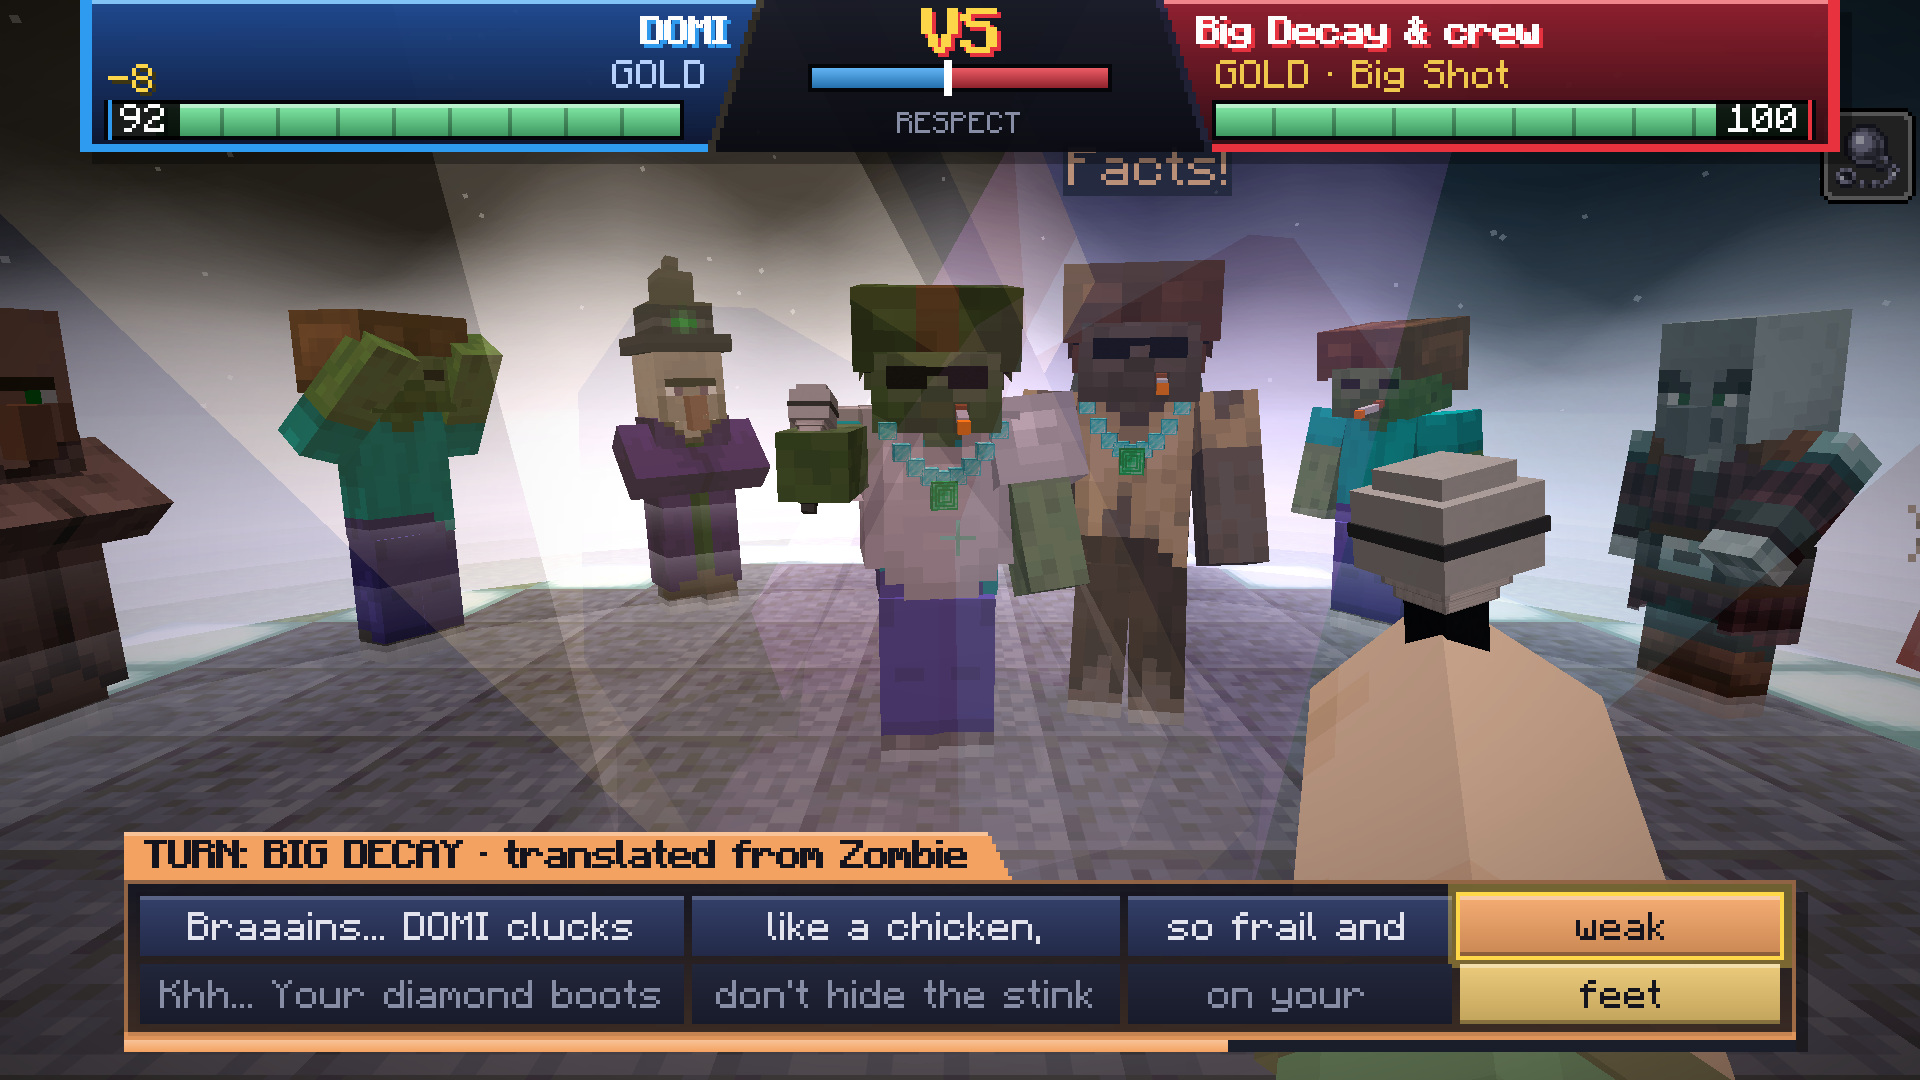 DOMI
VS
Big Decay & crew
-8
GOLD
GOLD · Big Shot
92
RESPECT
100
Facts!
TURN: BIG DECAY · translated from Zombie
Braaains... DOMI clucks like a chicken, so frail and weak
Khh... Your diamond boots don't hide the stink on your feet